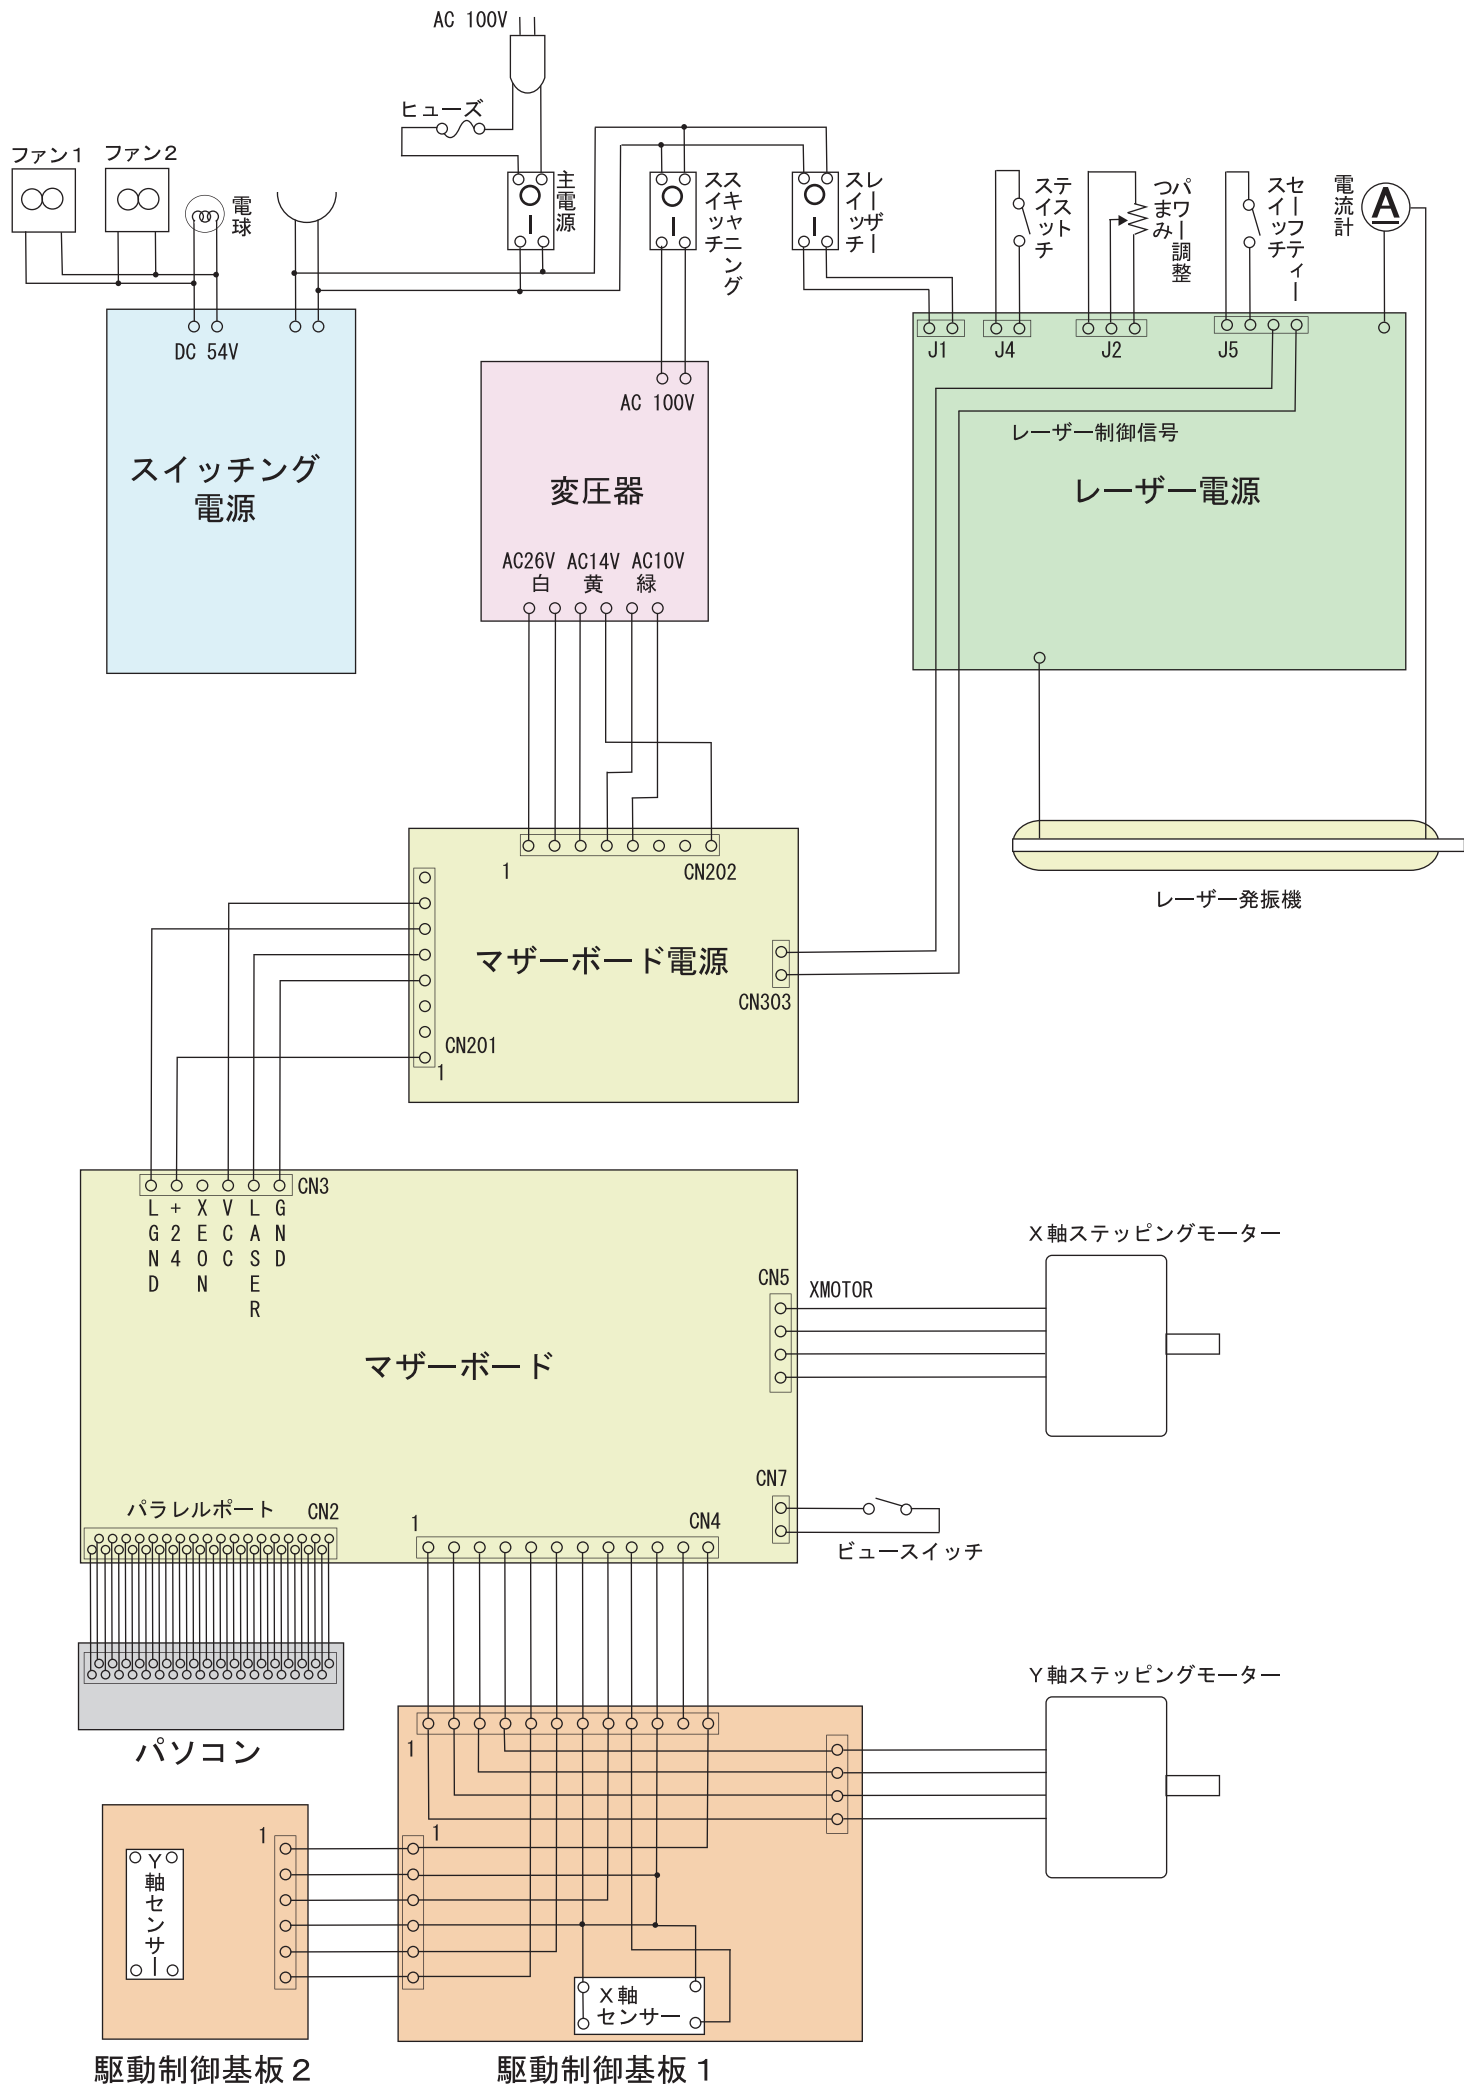 AC 100V
ヒューズ
ファン1
ファン2
電球
主電源
スキャニング
スイッチ
レーザー
スイッチ
テスト
スイッチ
パワー調整
つまみ
セーフティー
スイッチ
電流計
A
DC 54V
スイッチング
電源
AC 100V
変圧器
AC26V AC14V AC10V
白 黄 緑
J1 J4 J2 J5
レーザー制御信号
レーザー電源
レーザー発振機
1
CN202
マザーボード電源
CN303
CN201
1
CN3
LGND
+24
XEON
VCC
LASER
GND
マザーボード
CN5
XMOTOR
X軸ステッピングモーター
CN7
ビュースイッチ
パラレルポート CN2
1
CN4
パソコン
Y軸ステッピングモーター
1
1
1
Y軸センサー
X軸
センサー
駆動制御基板2
駆動制御基板1